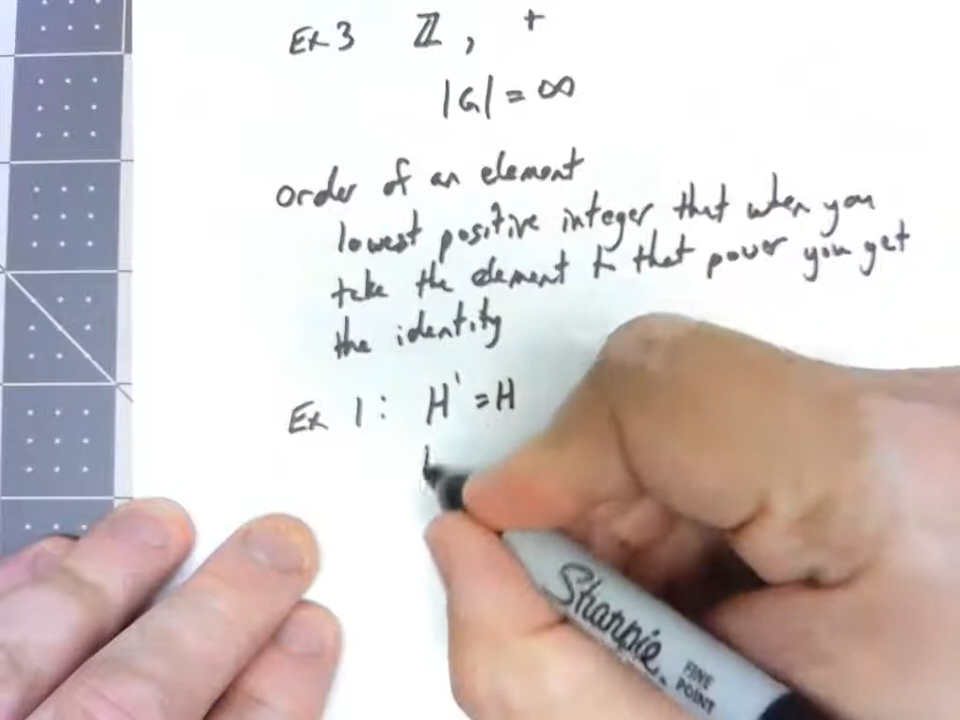 Ex 3 ℤ, +
|G| = ∞
order of an element
lowest positive integer that when you
take the element to that power you get
the identity
Ex 1: H¹ = H
Sharpie.
FINE
POINT